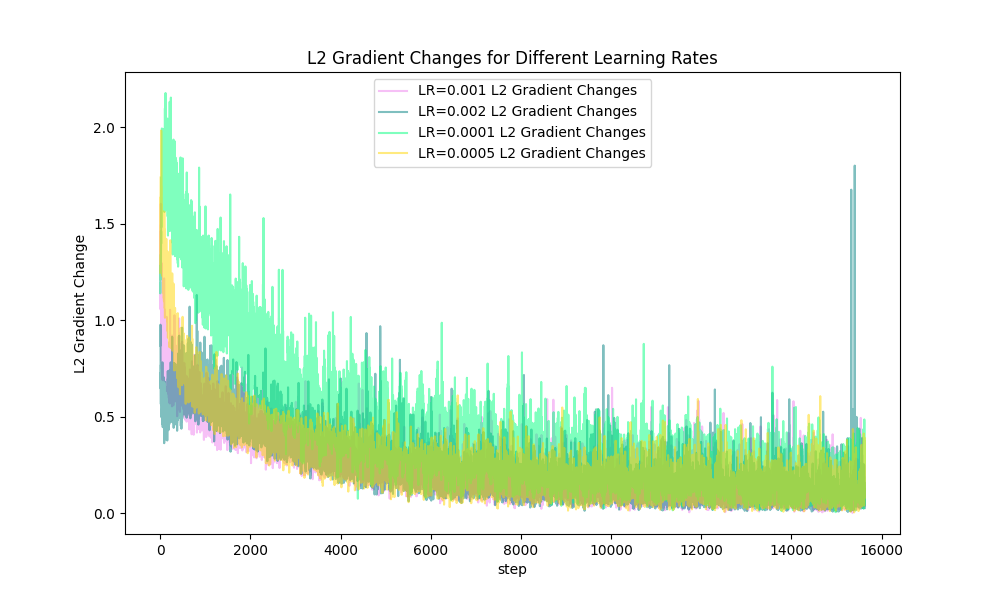 L2 Gradient Changes for Different Learning Rates
LR=0.001 L2 Gradient Changes
LR=0.002 L2 Gradient Changes
LR=0.0001 L2 Gradient Changes
LR=0.0005 L2 Gradient Changes
L2 Gradient Change
2.0
1.5
1.0
0.5
0.0
0 2000 4000 6000 8000 10000 12000 14000 16000
step